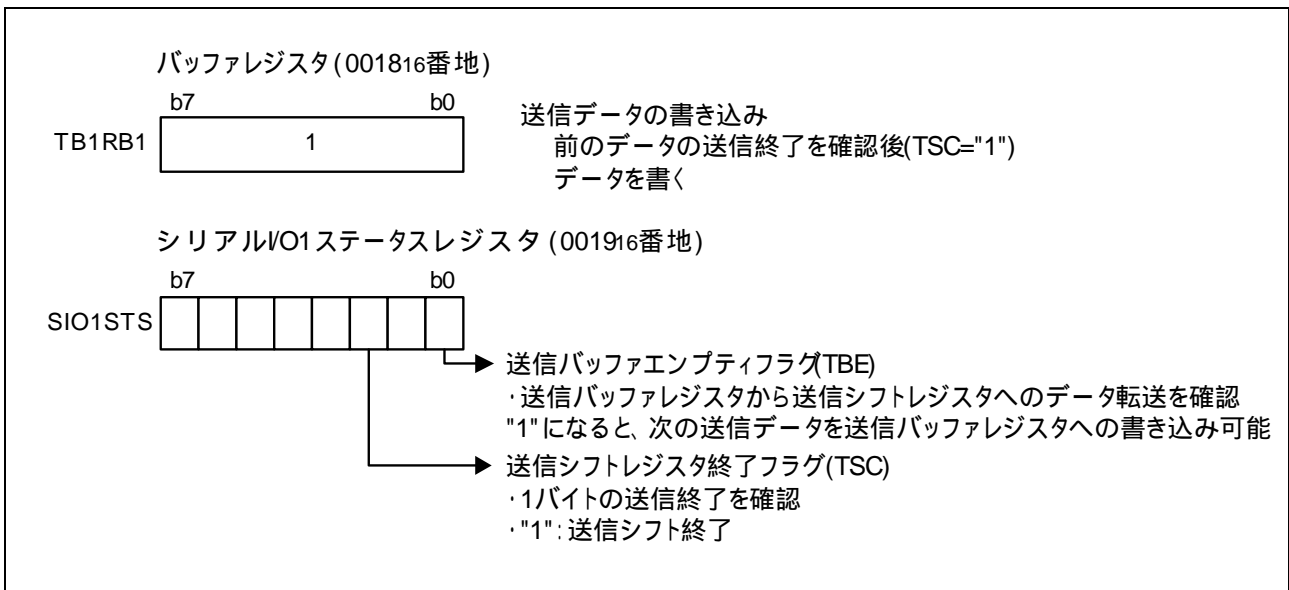 バッファレジスタ(001816番地)
b7 b0
TB1RB1 1
送信データの書き込み
前のデータの送信終了を確認後(TSC="1")
データを書く
シリアルI/O1ステータスレジスタ(001916番地)
b7 b0
SIO1STS
送信バッファエンプティフラグ(TBE)
・送信バッファレジスタから送信シフトレジスタへのデータ転送を確認
"1"になると、次の送信データを送信バッファレジスタへの書き込み可能
送信シフトレジスタ終了フラグ(TSC)
・1バイトの送信終了を確認
・"1":送信シフト終了